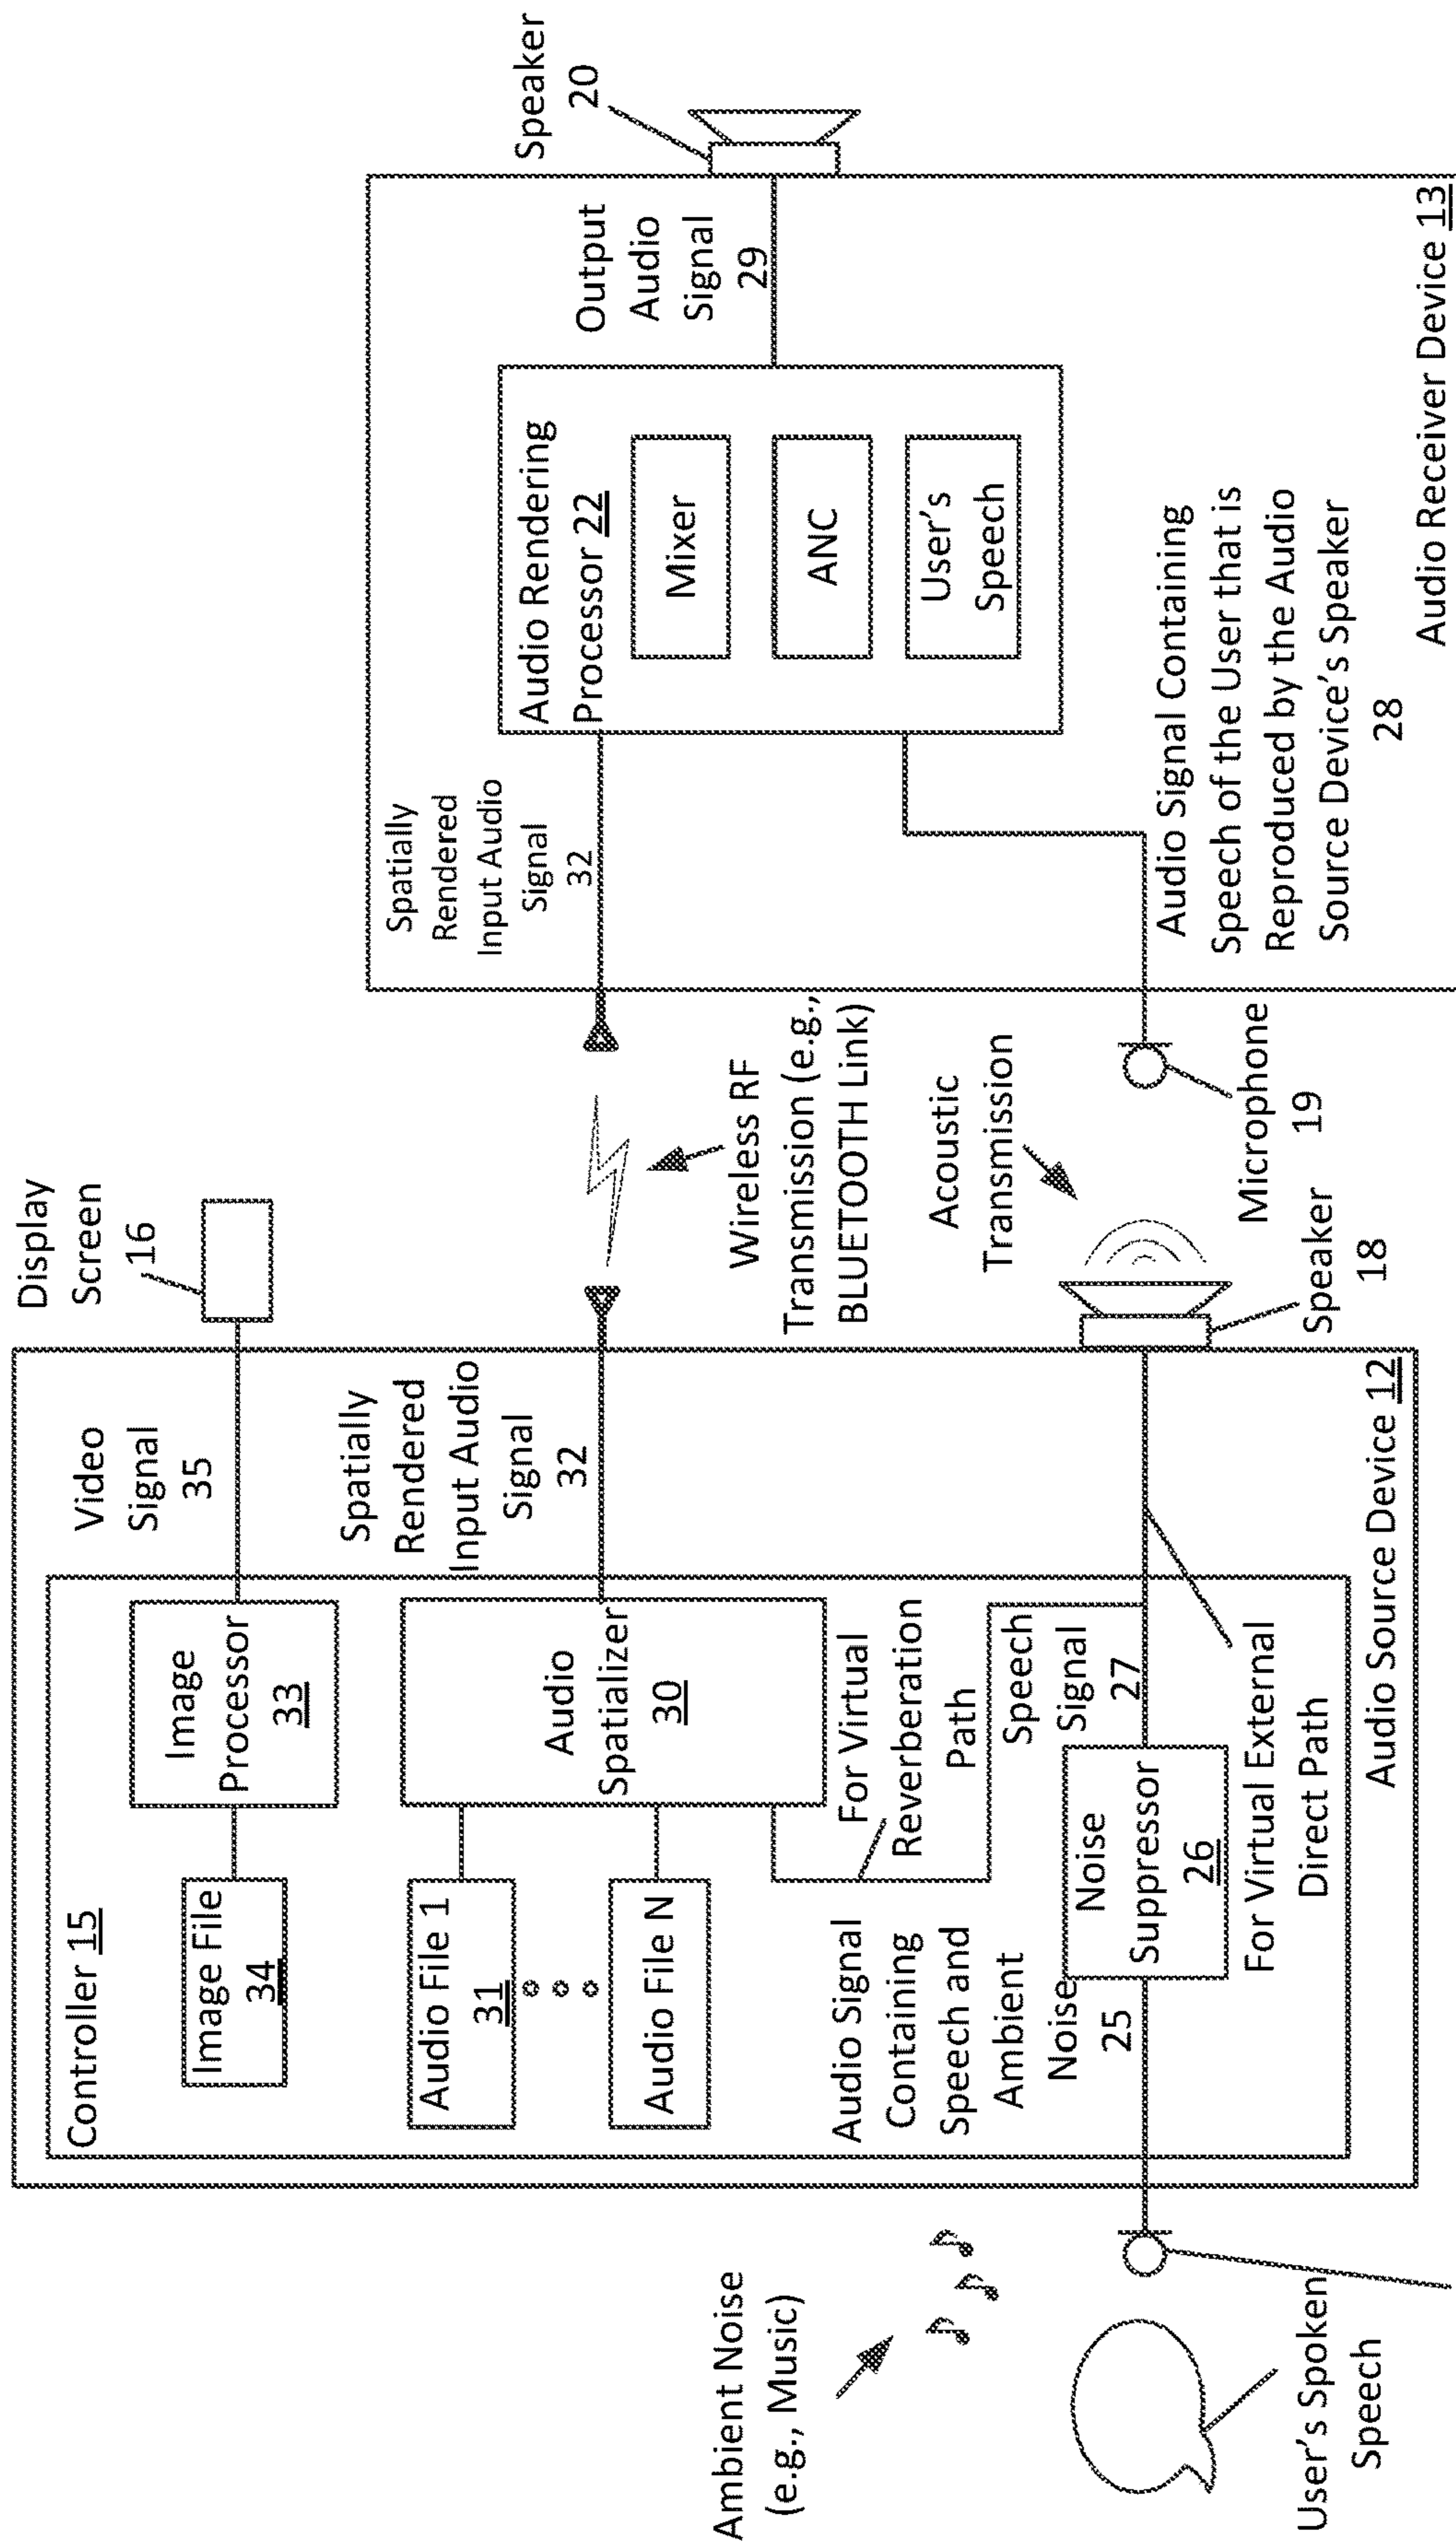 Controller 15
Image File
34
Image
Processor
33
Video
Signal
35
Display
Screen
16
Audio File 1
31
Audio File N
Audio
Spatializer
30
Spatially
Rendered
Input Audio
Signal
32
For Virtual
Reverberation
Path
Audio Signal
Containing
Speech and
Ambient
Noise
25
Noise
Suppressor
26
Speech
Signal
27
For Virtual External
Direct Path
Audio Source Device 12
Ambient Noise
(e.g., Music)
User's Spoken
Speech
Wireless RF
Transmission (e.g.,
BLUETOOTH Link)
Acoustic
Transmission
Speaker
18
Microphone
19
Spatially
Rendered
Input Audio
Signal
32
Audio Rendering
Processor 22
Mixer
ANC
User's
Speech
Output
Audio
Signal
29
Speaker
20
Audio Signal Containing
Speech of the User that is
Reproduced by the Audio
Source Device's Speaker
28
Audio Receiver Device 13